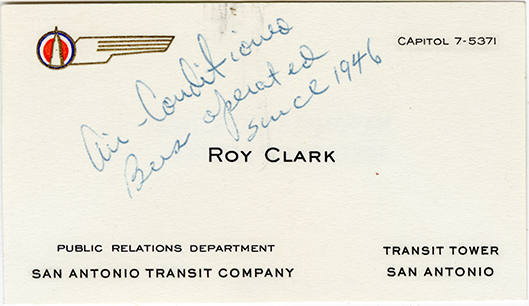 CAPITOL 7-5371
Air-Conditioned
Bus operated
since 1946
ROY CLARK
PUBLIC RELATIONS DEPARTMENT
SAN ANTONIO TRANSIT COMPANY
TRANSIT TOWER
SAN ANTONIO